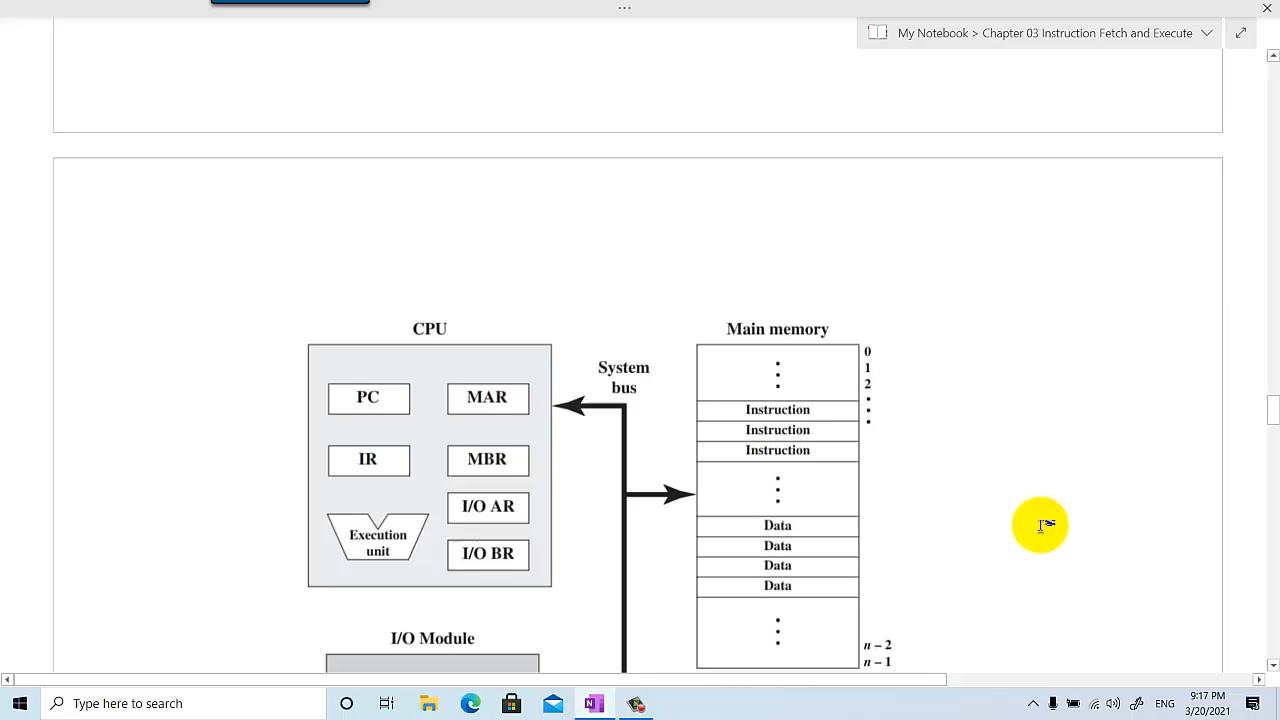 My Notebook > Chapter 03 Instruction Fetch and Execute
CPU
PC
MAR
IR
MBR
I/O AR
Execution
unit
I/O BR
System
bus
Main memory
0
1
2
Instruction
Instruction
Instruction
Data
Data
Data
Data
n – 2
n – 1
I/O Module
Type here to search
ENG
9:17 PM
3/20/2021